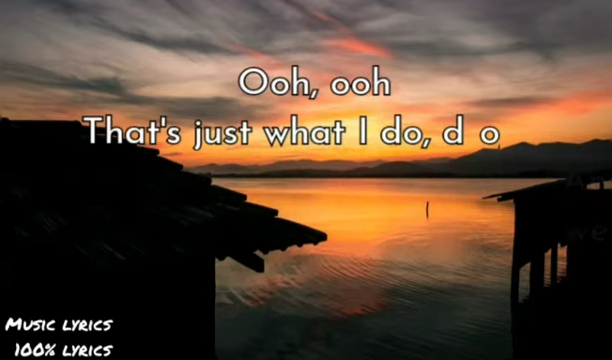 Ooh, ooh
That's just what I do, d o
Music lyrics
100% lyrics